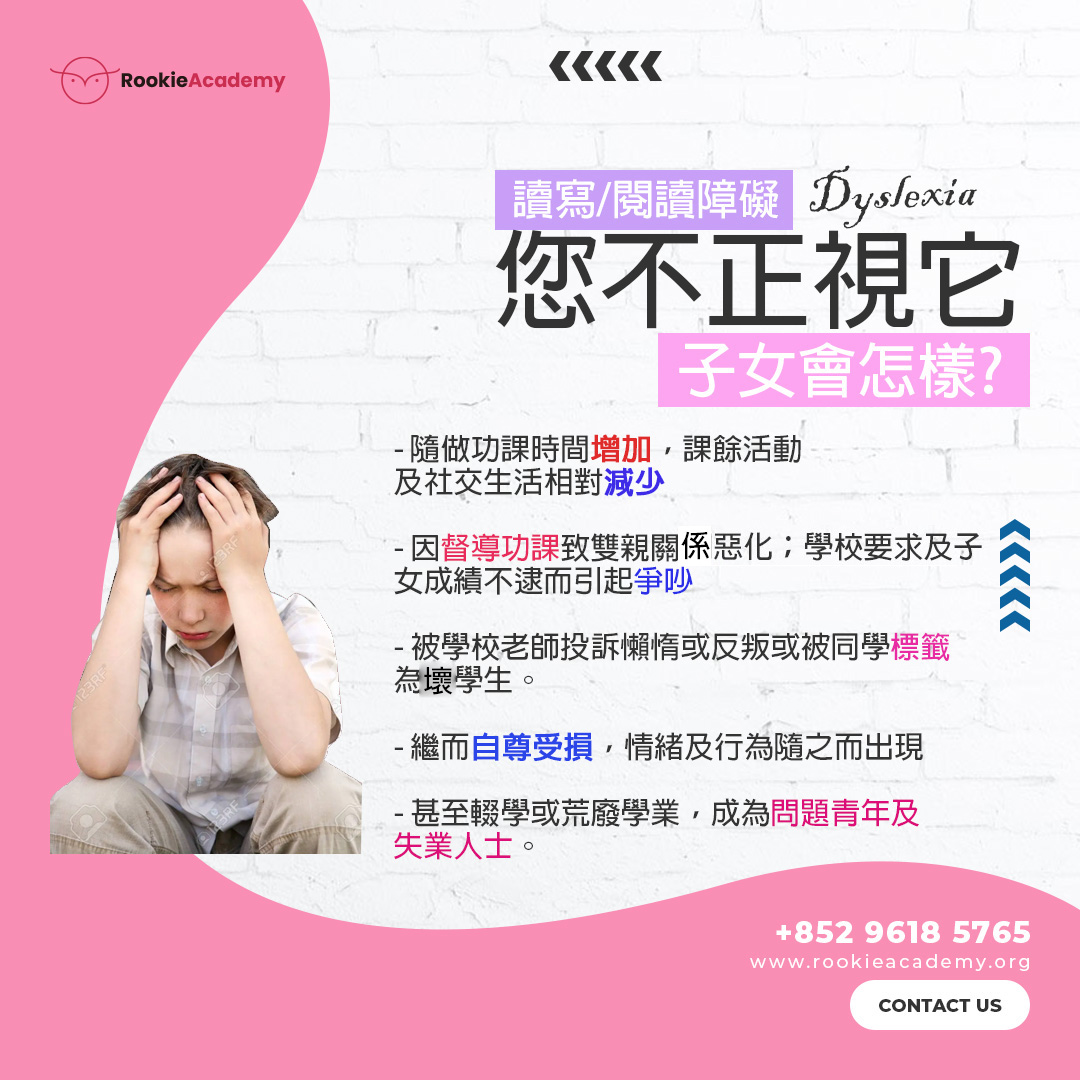 RookieAcademy
讀寫/閱讀障礙 Dyslexia
您不正視它
子女會怎樣?
- 隨做功課時間增加，課餘活動
及社交生活相對減少
- 因督導功課致雙親關係惡化；學校要求及子
女成績不逮而引起爭吵
- 被學校老師投訴懶惰或反叛或被同學標籤
為壞學生。
- 繼而自尊受損，情緒及行為隨之而出現
- 甚至輟學或荒廢學業，成為問題青年及
失業人士。
+852 9618 5765
www.rookieacademy.org
CONTACT US